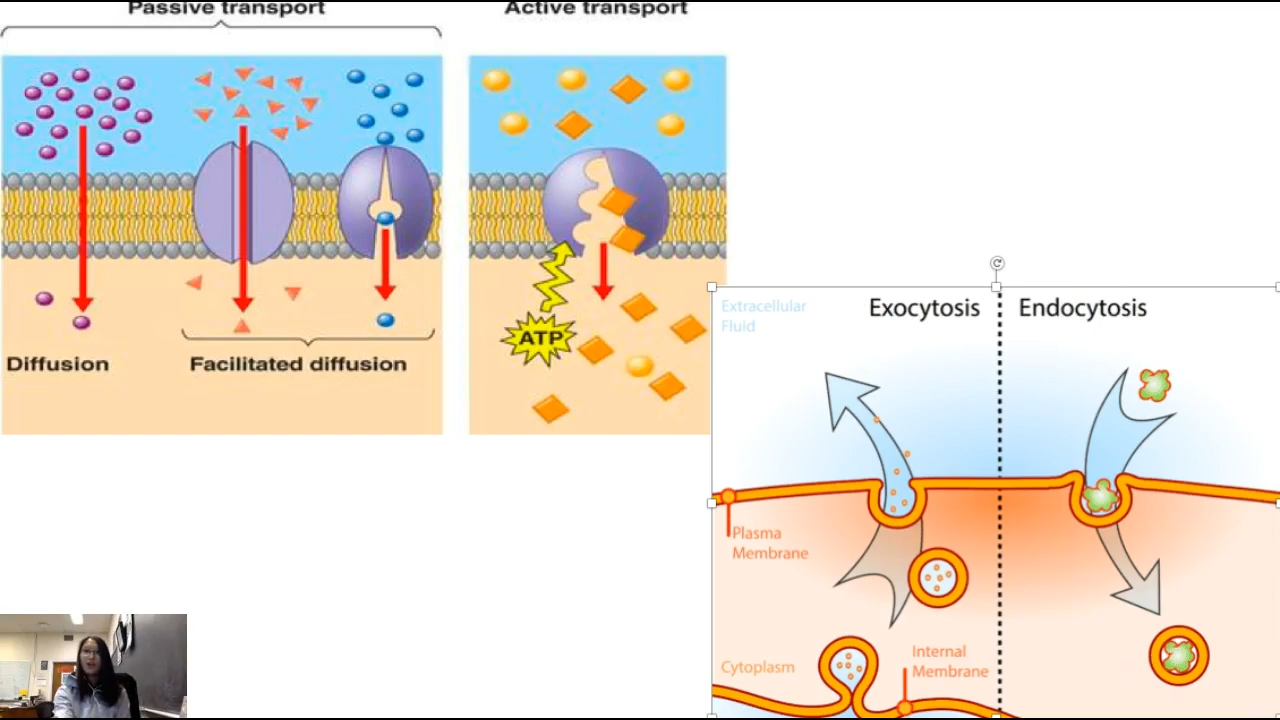 Passive transport
Active transport
ATP
Diffusion
Facilitated diffusion
Extracellular
Fluid
Exocytosis
Endocytosis
Plasma
Membrane
Cytoplasm
Internal
Membrane